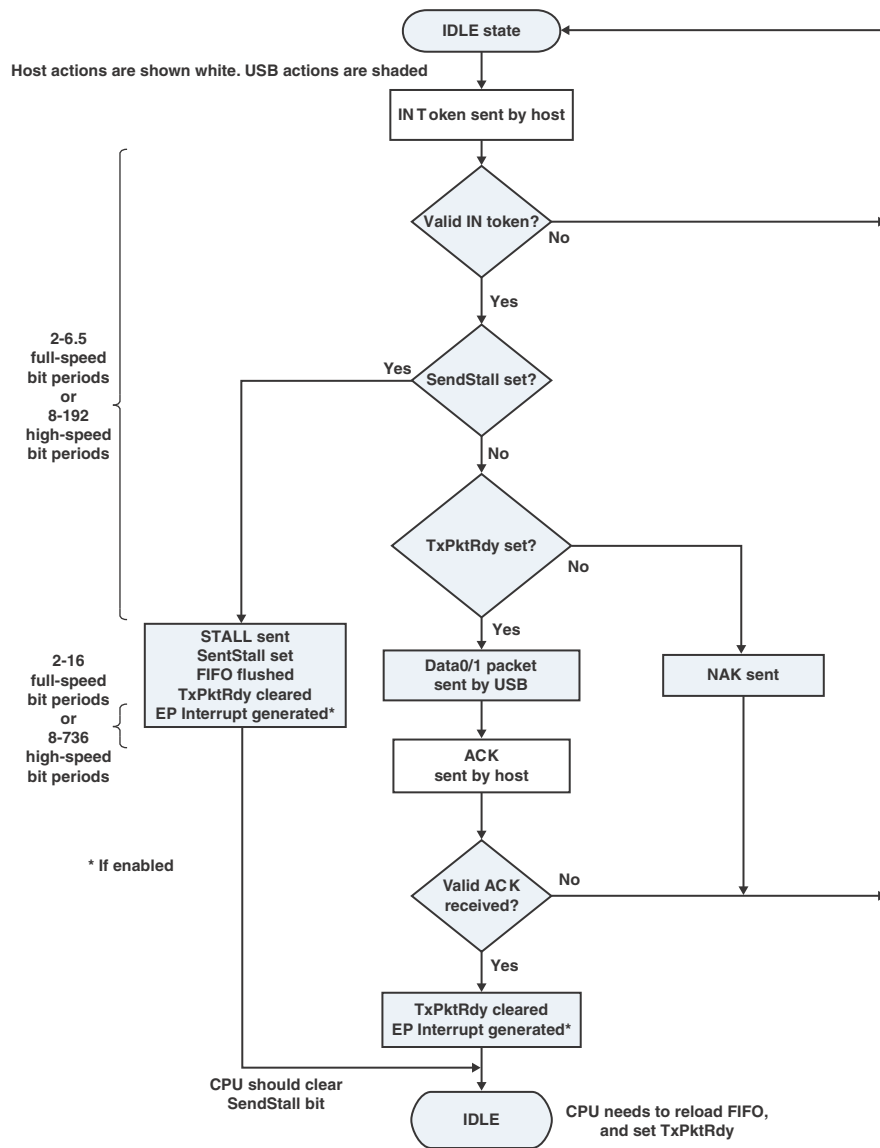 IDLE state
Host actions are shown white. USB actions are shaded
IN Token sent by host
Valid IN token?
No
Yes
2-6.5
full-speed
bit periods
or
8-192
high-speed
bit periods
Yes
SendStall set?
No
TxPktRdy set?
No
Yes
STALL sent
SentStall set
FIFO flushed
TxPktRdy cleared
EP Interrupt generated*
2-16
full-speed
bit periods
or
8-736
high-speed
bit periods
Data0/1 packet
sent by USB
NAK sent
ACK
sent by host
* If enabled
Valid ACK
received?
No
Yes
TxPktRdy cleared
EP Interrupt generated*
CPU should clear
SendStall bit
IDLE
CPU needs to reload FIFO,
and set TxPktRdy